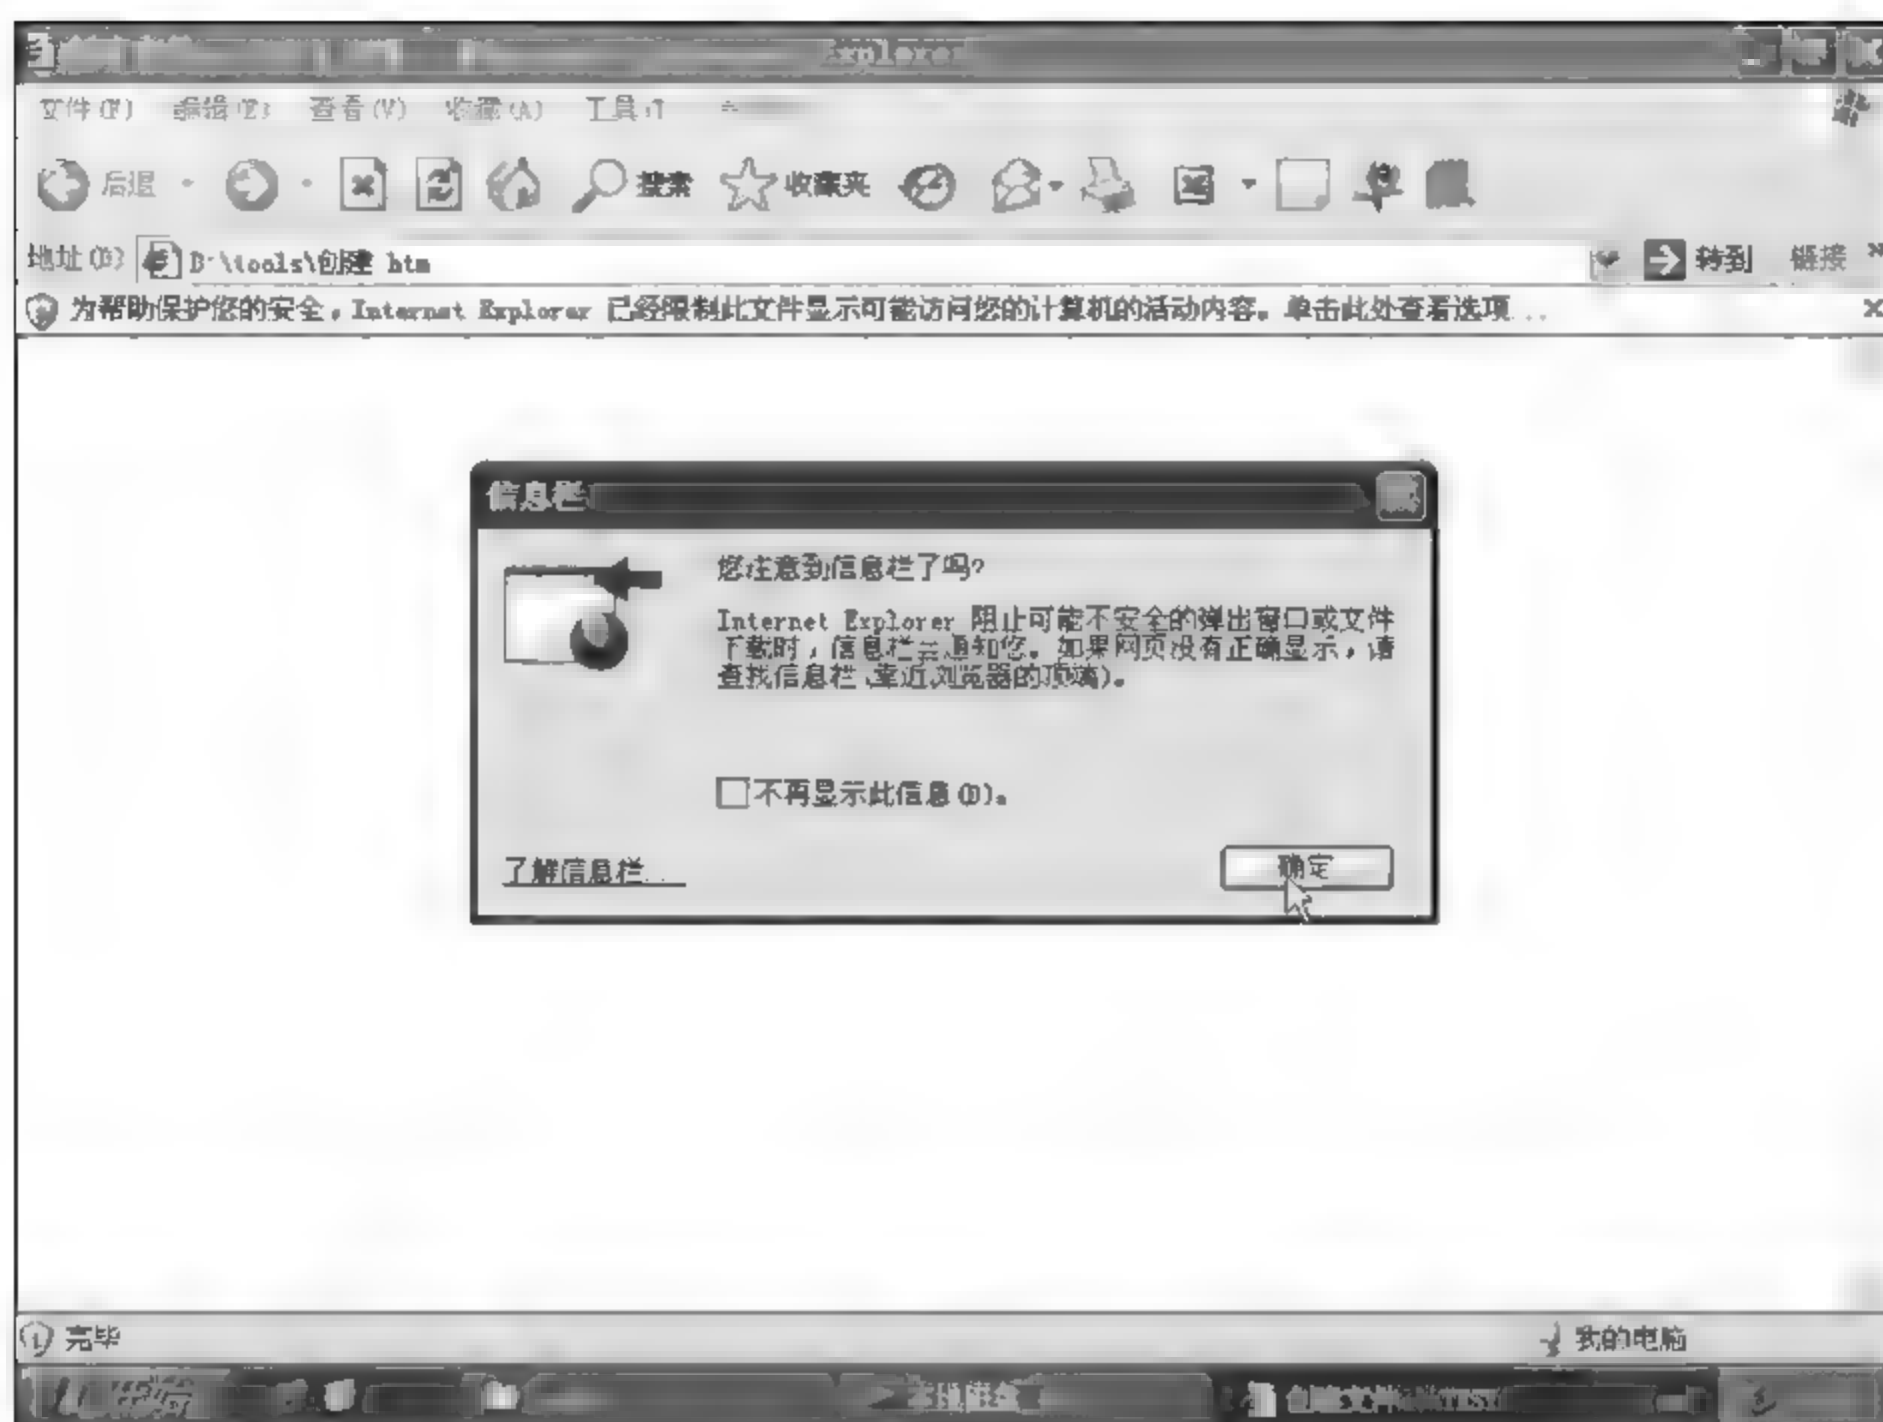 Explorer
文件(F) 编辑(E) 查看(V) 收藏(A) 工具(T
后退 搜索 收藏夹
地址(D) D:\tools\创建 htm 转到 链接 »
为帮助保护您的安全，Internet Explorer 已经限制此文件显示可能访问您的计算机的活动内容。单击此处查看选项...
信息栏
您注意到信息栏了吗?
Internet Explorer 阻止可能不安全的弹出窗口或文件
下载时，信息栏会通知您。如果网页没有正确显示，请
查找信息栏(靠近浏览器的顶端)。
不再显示此信息(D)。
了解信息栏...
确定
完毕 我的电脑
本地磁盘